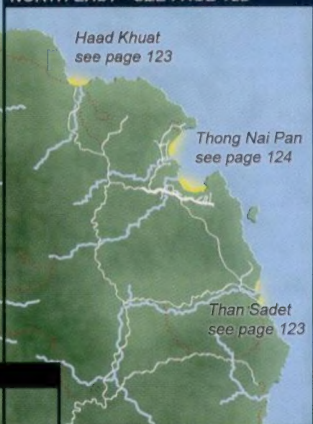 Haad Khuat
see page 123
Thong Nai Pan
see page 124
Than Sadet
see page 123